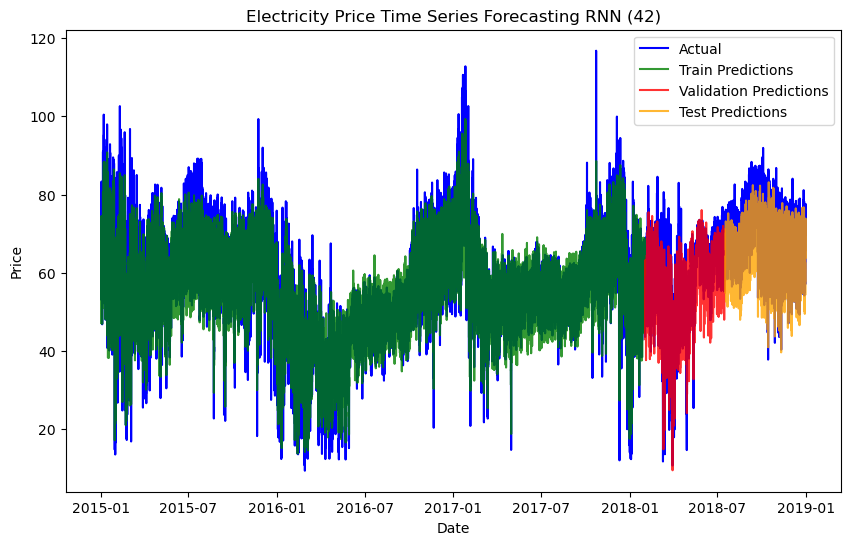 Electricity Price Time Series Forecasting RNN (42)
Actual
Train Predictions
Validation Predictions
Test Predictions
Price
120
100
80
60
40
20
2015-01 2015-07 2016-01 2016-07 2017-01 2017-07 2018-01 2018-07 2019-01
Date